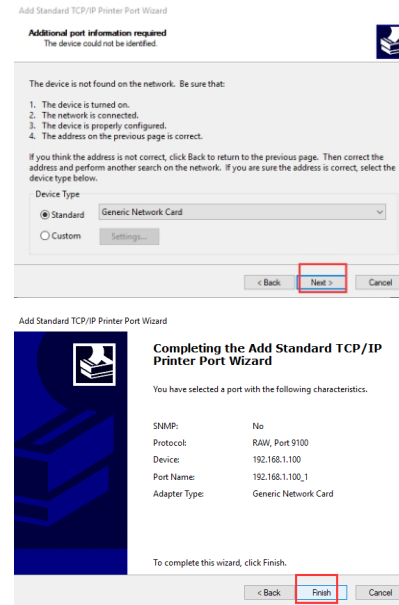 Add Standard TCP/IP Printer Port Wizard
Additional port information required
The device could not be identified.
The device is not found on the network. Be sure that:
1. The device is turned on.
2. The network is connected.
3. The device is properly configured.
4. The address on the previous page is correct.
If you think the address is not correct, click Back to return to the previous page. Then correct the
address and perform another search on the network. If you are sure the address is correct, select the
device type below.
Device Type
Standard Generic Network Card
Custom Settings...
< Back Next > Cancel
Add Standard TCP/IP Printer Port Wizard
Completing the Add Standard TCP/IP
Printer Port Wizard
You have selected a port with the following characteristics.
SNMP: No
Protocol: RAW, Port 9100
Device: 192.168.1.100
Port Name: 192.168.1.100_1
Adapter Type: Generic Network Card
To complete this wizard, click Finish.
< Back Finish Cancel